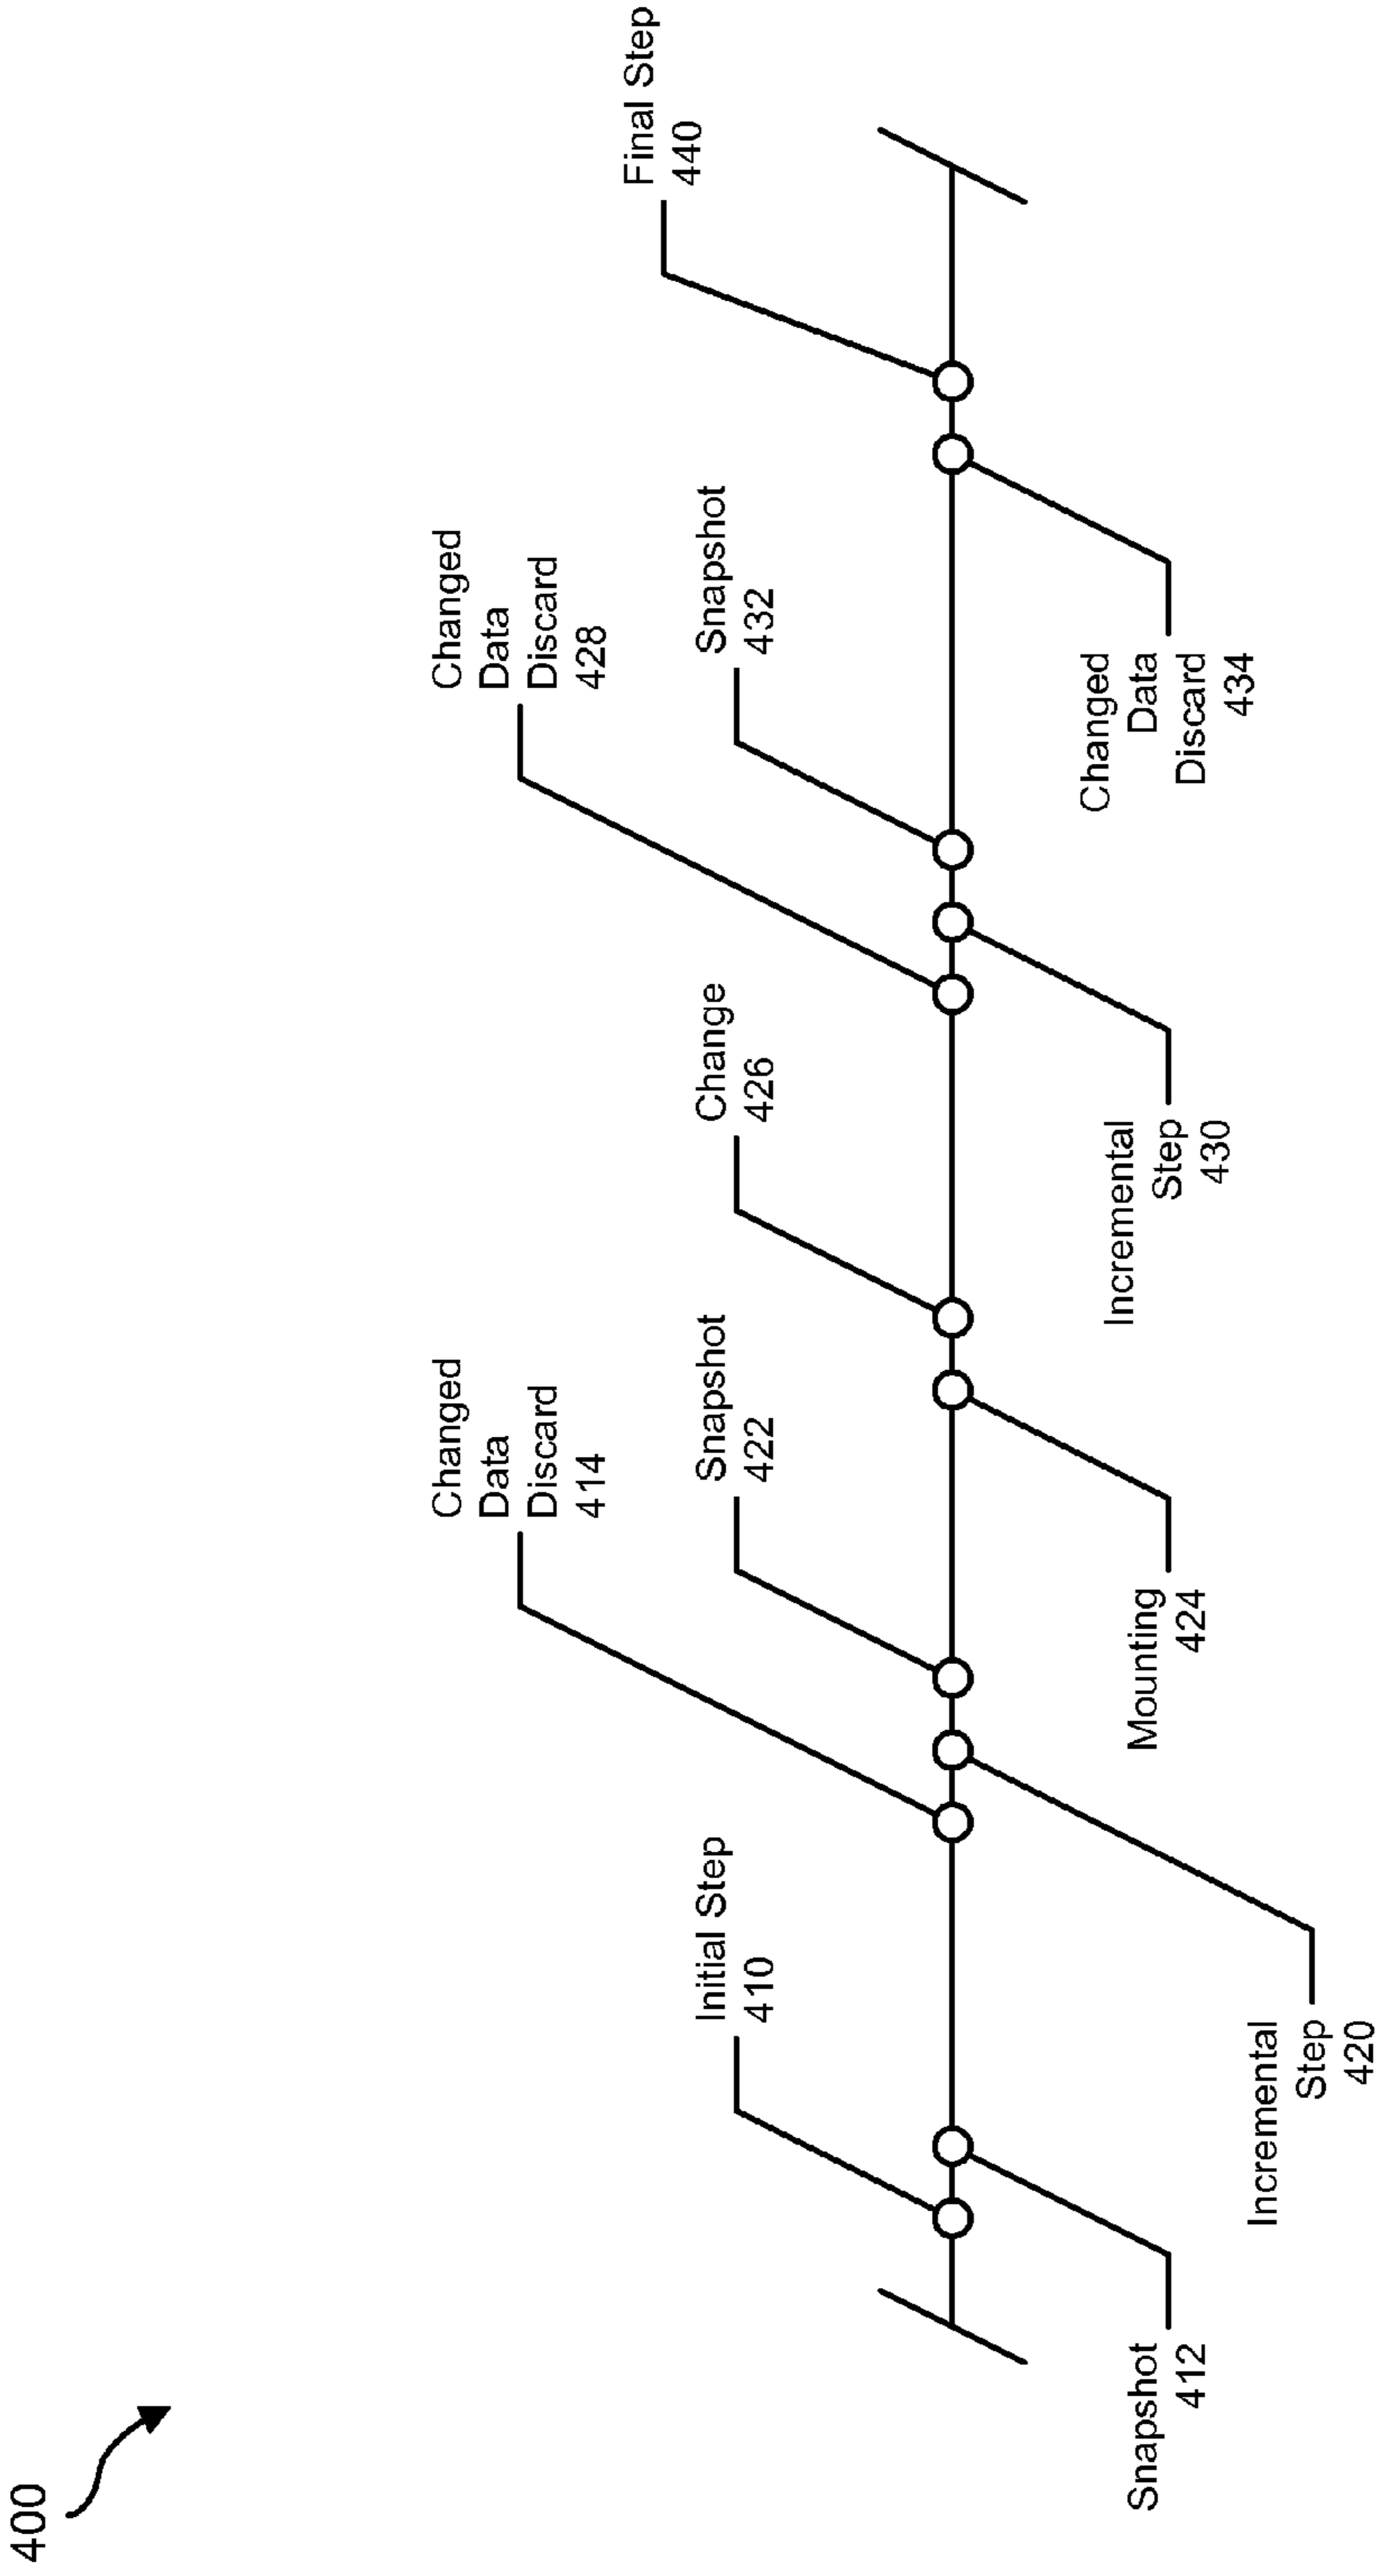 400
Changed
Data
Discard
414
Changed
Data
Discard
428
Final Step
440
Initial Step
410
Snapshot
422
Change
426
Snapshot
432
Snapshot
412
Incremental
Step
420
Mounting
424
Incremental
Step
430
Changed
Data
Discard
434